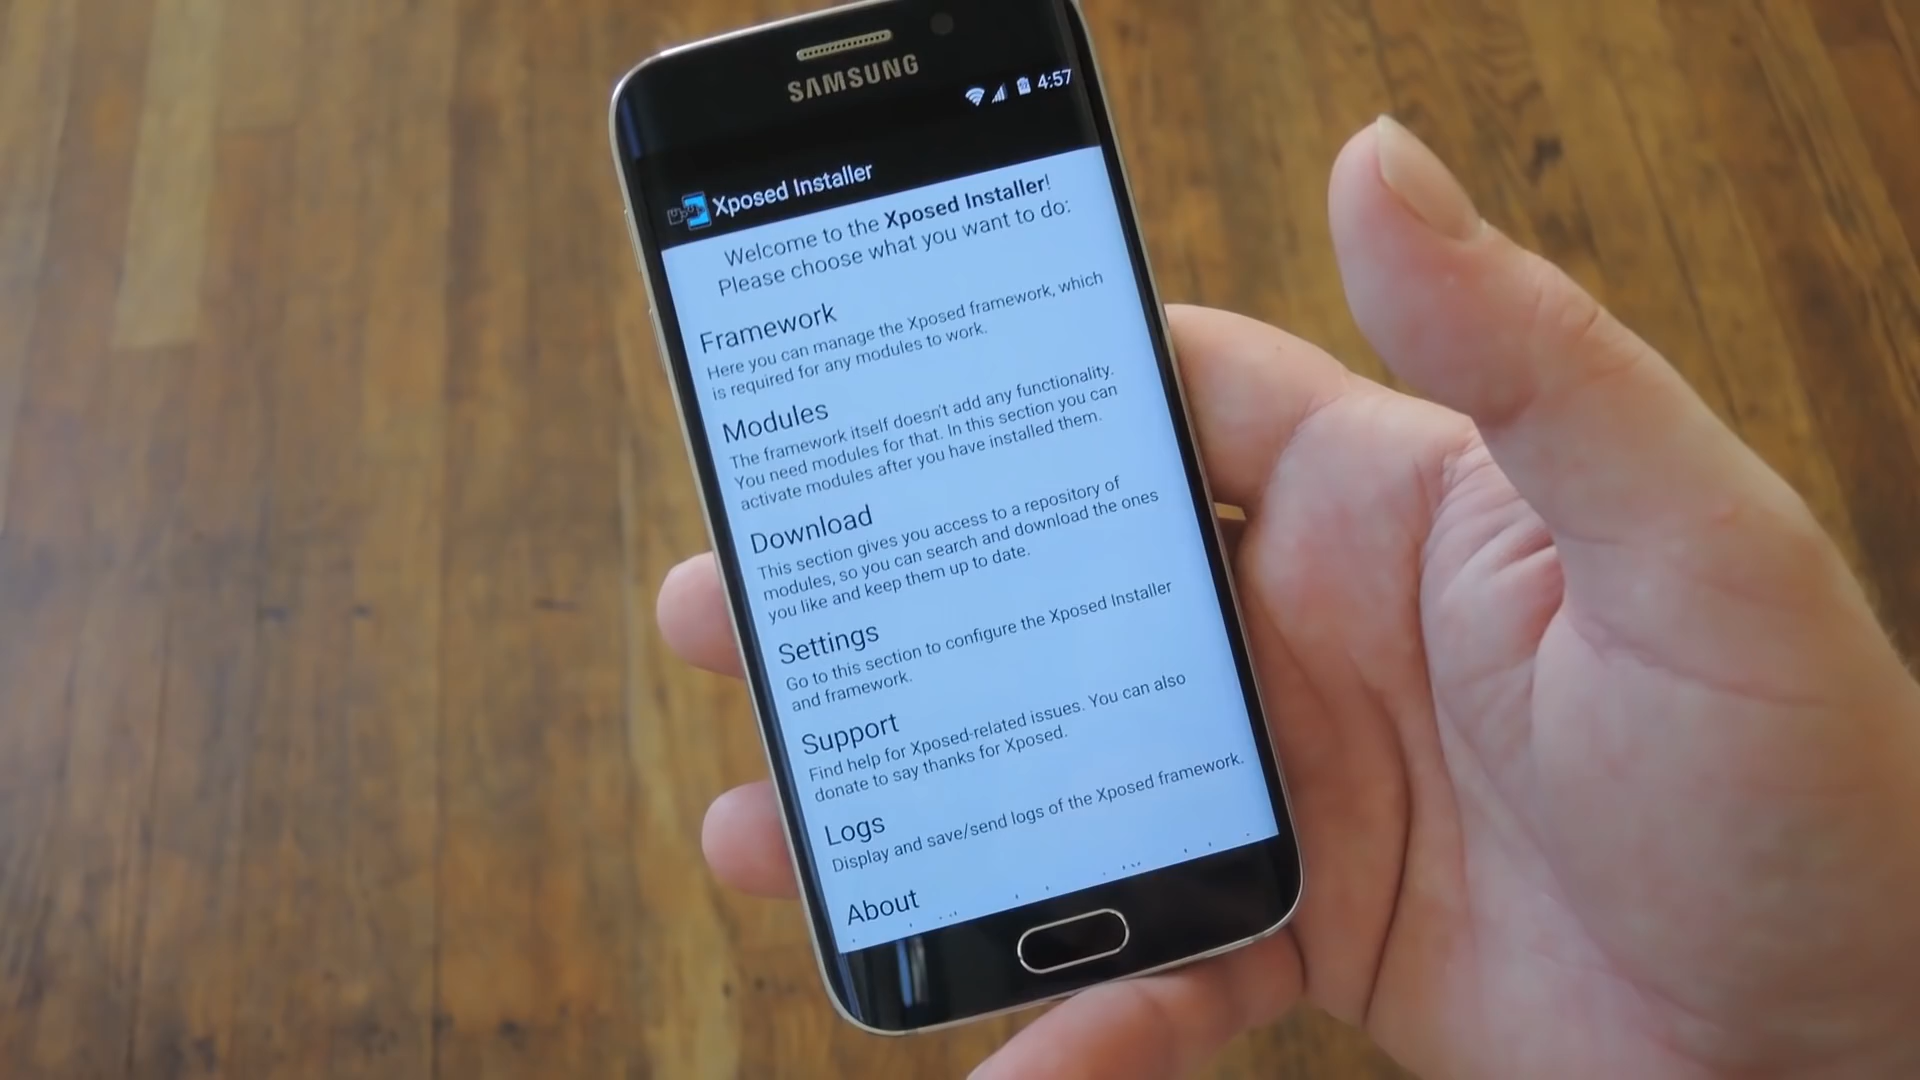 SAMSUNG
4:57
Xposed Installer
Welcome to the Xposed Installer!
Please choose what you want to do:
Framework
Here you can manage the Xposed framework, which
is required for any modules to work.
Modules
The framework itself doesn't add any functionality.
You need modules for that. In this section you can
activate modules after you have installed them.
Download
This section gives you access to a repository of
modules, so you can search and download the ones
you like and keep them up to date.
Settings
Go to this section to configure the Xposed Installer
and framework.
Support
Find help for Xposed-related issues. You can also
donate to say thanks for Xposed.
Logs
Display and save/send logs of the Xposed framework.
About